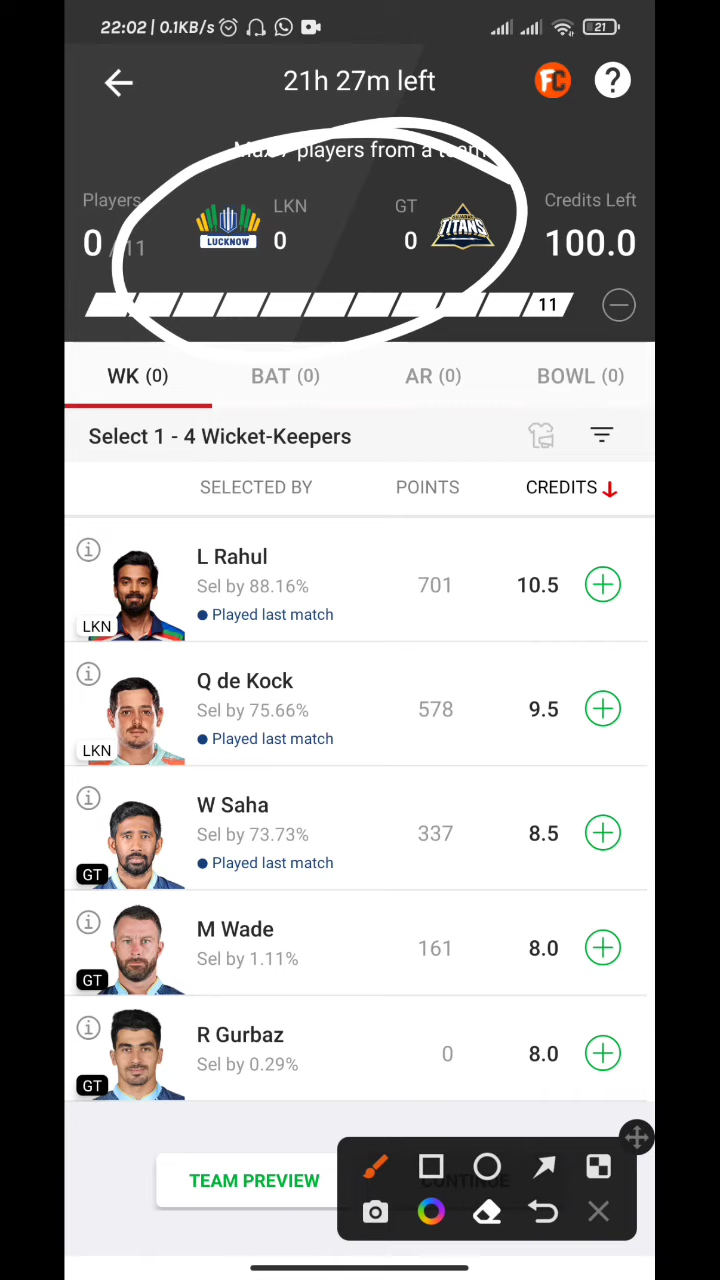 22:02 | 0.1KB/s 21
21h 27m left FC ?
players from a team
Players LKN GT Credits Left
0 /11 LUCKNOW 0 0 TITANS 100.0
11
WK (0) BAT (0) AR (0) BOWL (0)
Select 1 - 4 Wicket-Keepers
SELECTED BY POINTS CREDITS
L Rahul
Sel by 88.16% 701 10.5
Played last match
LKN
Q de Kock
Sel by 75.66% 578 9.5
Played last match
LKN
W Saha
Sel by 73.73% 337 8.5
Played last match
GT
M Wade
Sel by 1.11% 161 8.0
GT
R Gurbaz
Sel by 0.29% 0 8.0
GT
TEAM PREVIEW CONTINUE